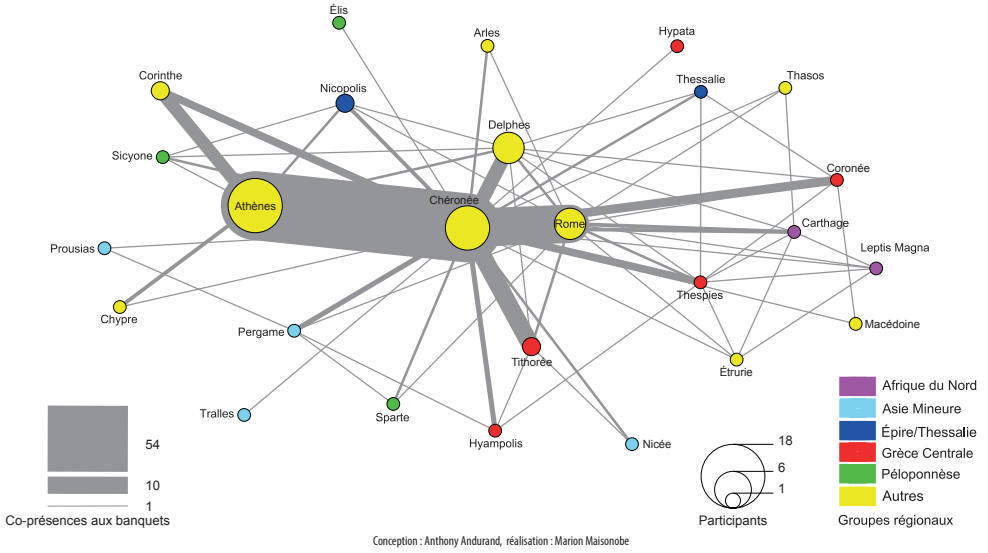 Élis
Arles
Hypata
Corinthe
Nicopolis
Thessalie
Thasos
Delphes
Sicyone
Coronée
Athènes
Chéronée
Rome
Carthage
Prousias
Leptis Magna
Thespies
Chypre
Pergame
Macédoine
Tithorée
Étrurie
Tralles
Sparte
Hyampolis
Nicée
54
10
1
Co-présences aux banquets
18
6
1
Participants
Afrique du Nord
Asie Mineure
Épire/Thessalie
Grèce Centrale
Péloponnèse
Autres
Groupes régionaux
Conception : Anthony Andurand, réalisation : Marion Maisonobe